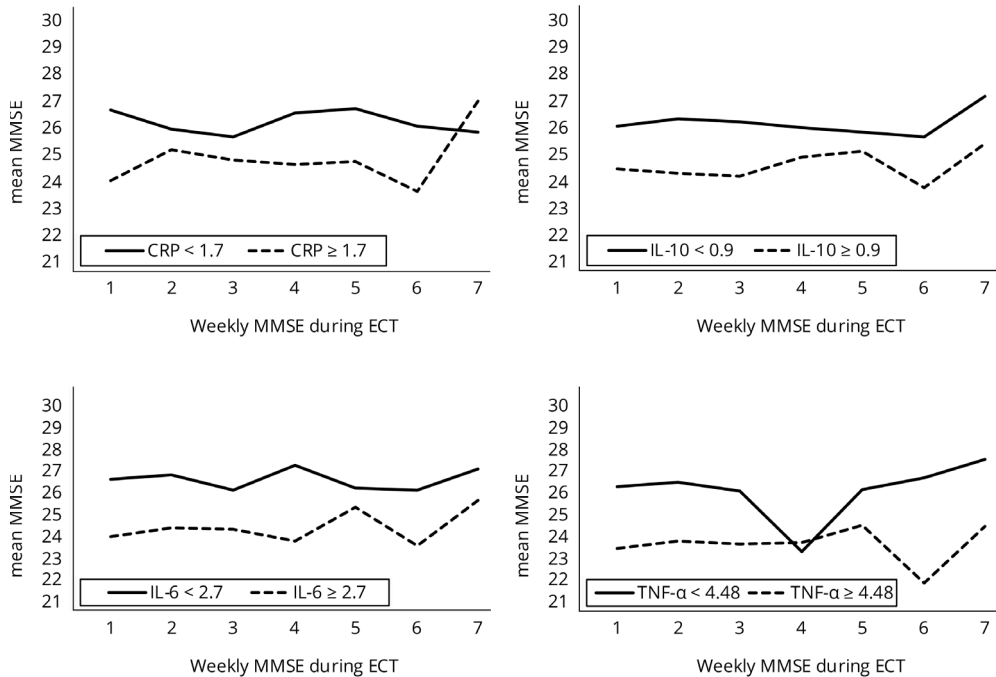 mean MMSE
30
29
28
27
26
25
24
23
22
21
CRP < 1.7 CRP ≥ 1.7
1 2 3 4 5 6 7
Weekly MMSE during ECT
mean MMSE
30
29
28
27
26
25
24
23
22
21
IL-10 < 0.9 IL-10 ≥ 0.9
1 2 3 4 5 6 7
Weekly MMSE during ECT
mean MMSE
30
29
28
27
26
25
24
23
22
21
IL-6 < 2.7 IL-6 ≥ 2.7
1 2 3 4 5 6 7
Weekly MMSE during ECT
mean MMSE
30
29
28
27
26
25
24
23
22
21
TNF-α < 4.48 TNF-α ≥ 4.48
1 2 3 4 5 6 7
Weekly MMSE during ECT